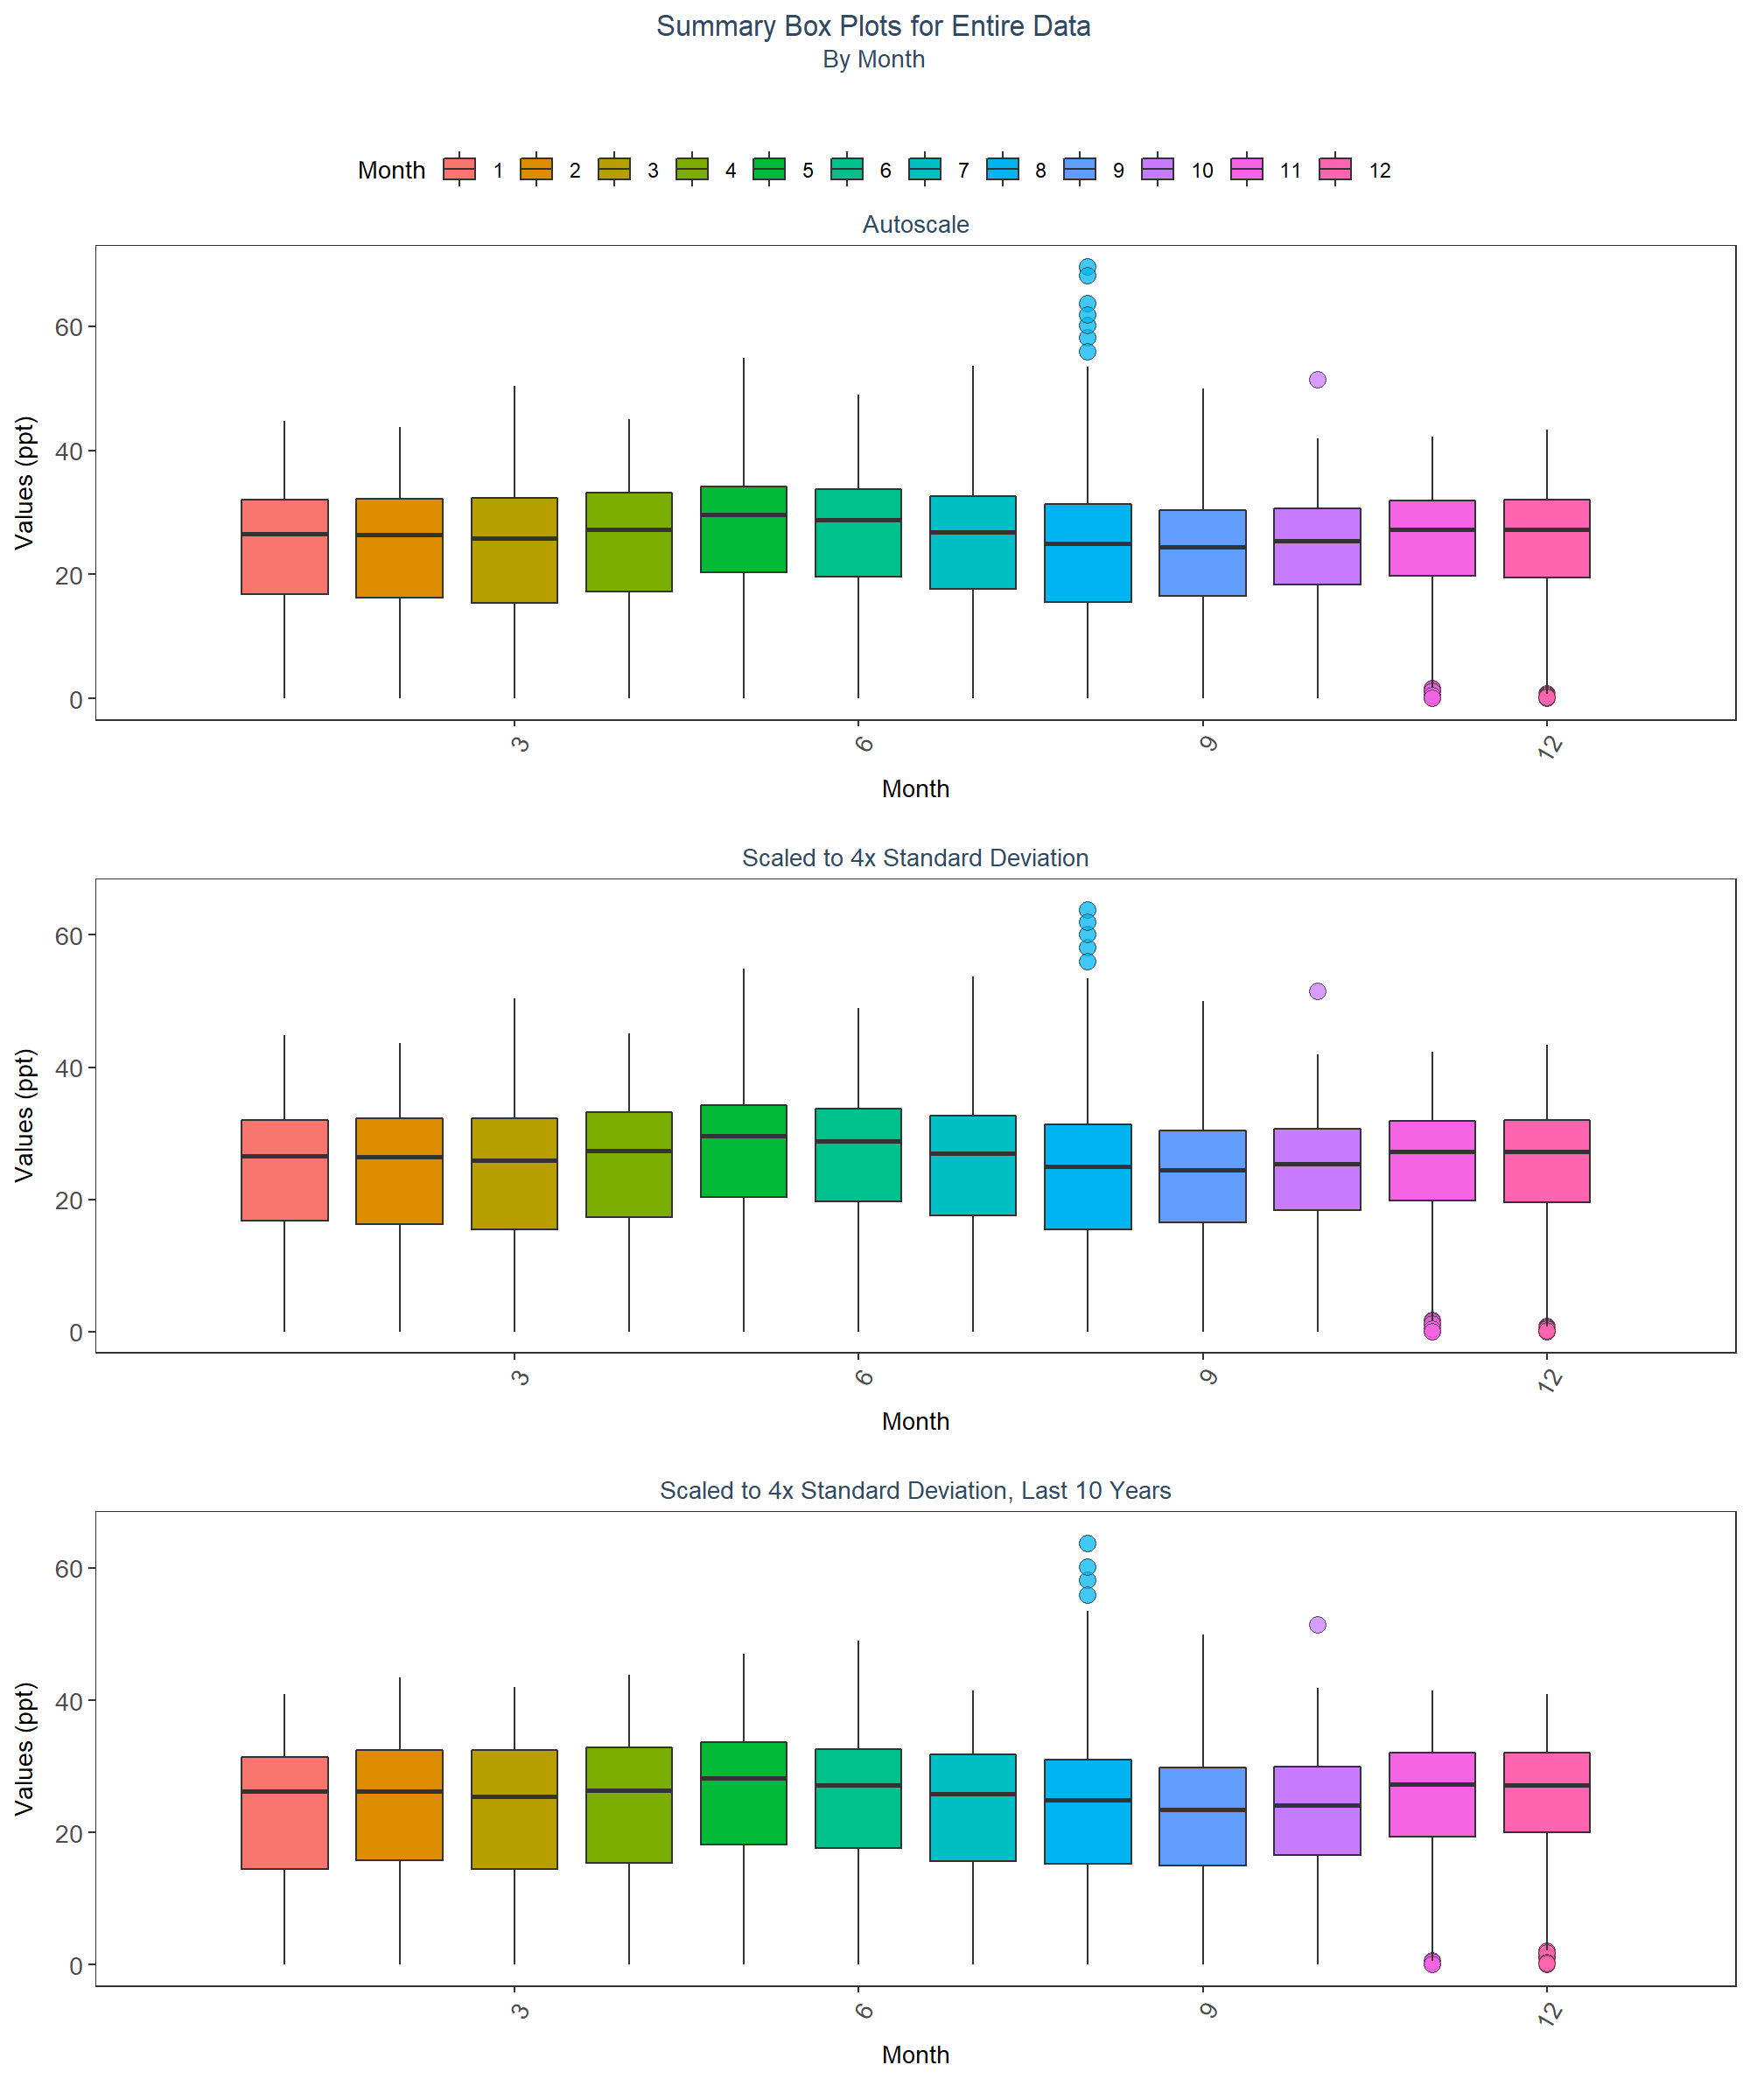 Summary Box Plots for Entire Data
By Month
Month 1 2 3 4 5 6 7 8 9 10 11 12
Autoscale
Values (ppt)
60
40
20
0
3 6 9 12
Month
Scaled to 4x Standard Deviation
Values (ppt)
60
40
20
0
3 6 9 12
Month
Scaled to 4x Standard Deviation, Last 10 Years
Values (ppt)
60
40
20
0
3 6 9 12
Month